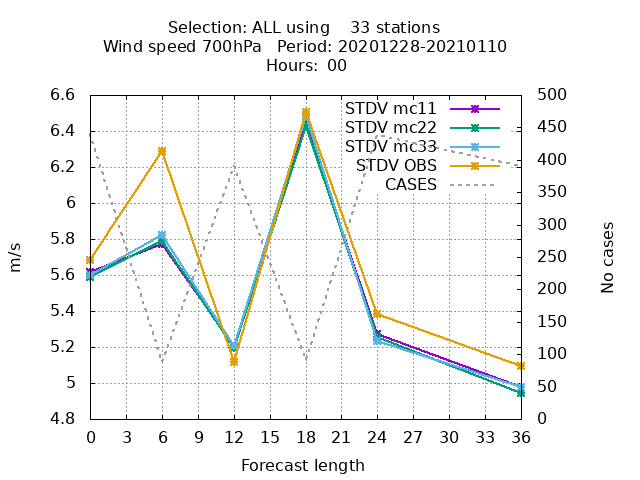 Selection: ALL using    33 stations
Wind speed 700hPa   Period: 20201228-20210110
Hours: 00
STDV mc11
STDV mc22
STDV mc33
STDV OBS
CASES
6.6
6.4
6.2
6
5.8
5.6
5.4
5.2
5
4.8
m/s
500
450
400
350
300
250
200
150
100
50
0
No cases
0 3 6 9 12 15 18 21 24 27 30 33 36
Forecast length